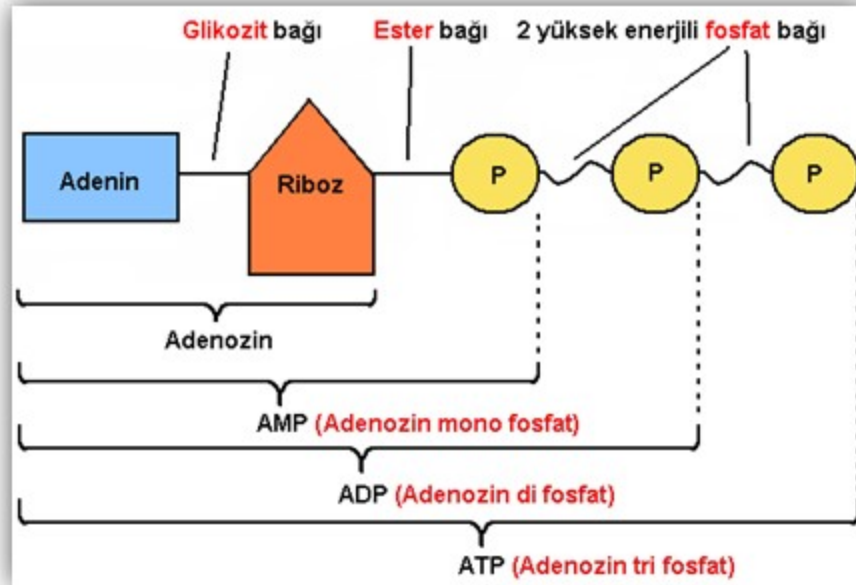 Glikozit bağı
Ester bağı
2 yüksek enerjili fosfat bağı
Adenin
Riboz
P
P
P
Adenozin
AMP (Adenozin mono fosfat)
ADP (Adenozin di fosfat)
ATP (Adenozin tri fosfat)